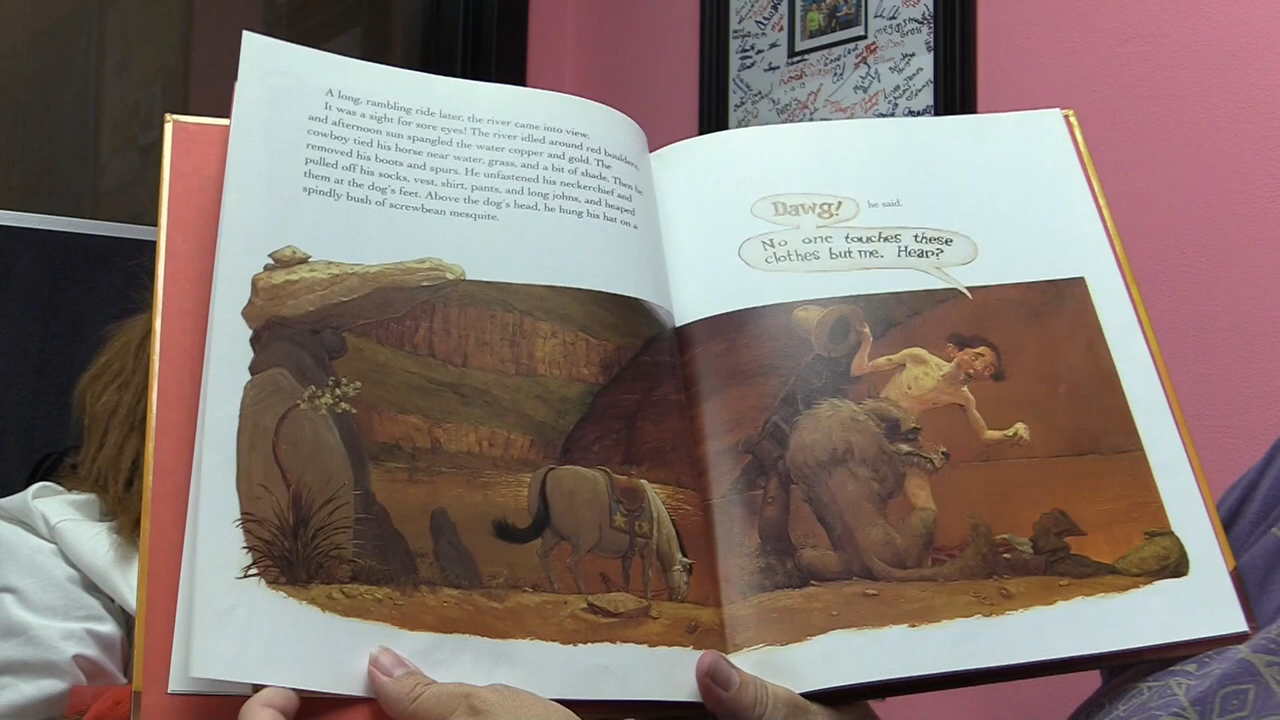 A long, rambling ride later, the river came into view.
It was a sight for sore eyes! The river idled around red boulders,
and afternoon sun spangled the water copper and gold. The
cowboy tied his horse near water, grass, and a bit of shade. Then he
removed his boots and spurs. He unfastened his neckerchief and
pulled off his socks, vest, shirt, pants, and long johns, and heaped
them at the dog's feet. Above the dog's head, he hung his hat on a
spindly bush of screwbean mesquite.
Dawg! he said.
No one touches these
clothes but me. Hear?